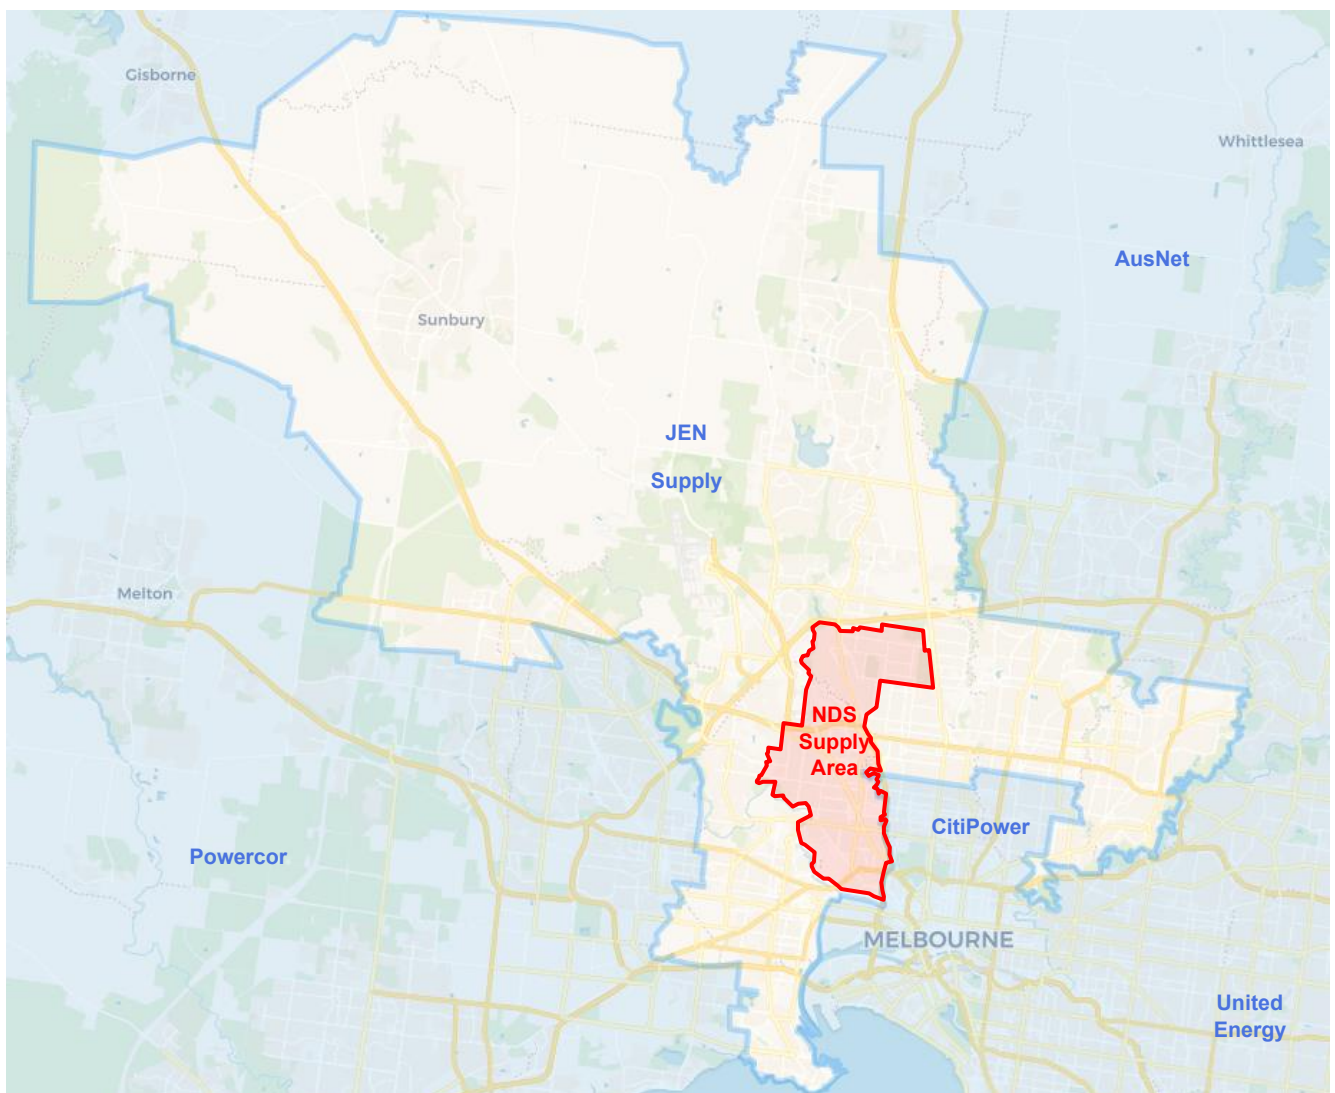 Gisborne
Whittlesea
AusNet
Sunbury
JEN
Supply
Melton
NDS
Supply
Area
CitiPower
Powercor
MELBOURNE
United
Energy